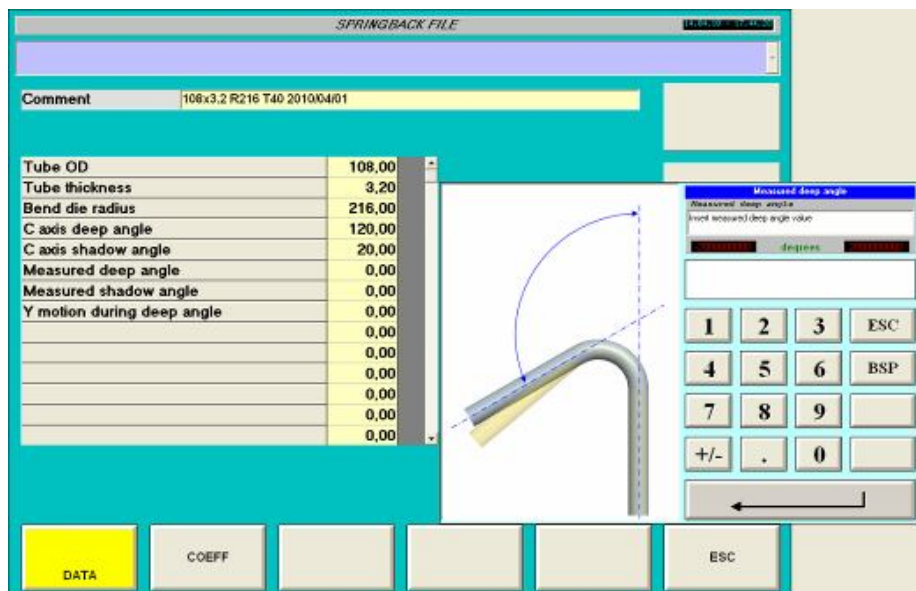 SPRINGBACK FILE
Comment 108x3.2 R216 T40 2010/04/01
Tube OD 108,00
Tube thickness 3,20
Bend die radius 216,00
C axis deep angle 120,00
C axis shadow angle 20,00
Measured deep angle 0,00
Measured shadow angle 0,00
Y motion during deep angle 0,00
0,00
0,00
0,00
0,00
0,00
0,00
Measured deep angle
Measured deep angle
Insert measured deep angle value
degrees
1 2 3 ESC
4 5 6 BSP
7 8 9
+/- . 0
DATA COEFF ESC